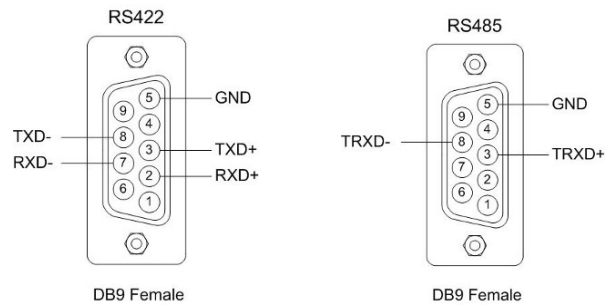 RS422
5
GND
9
4
TXD-
8
3
TXD+
RXD-
7
2
RXD+
6
1
DB9 Female
RS485
5
GND
9
4
TRXD-
8
3
TRXD+
7
2
6
1
DB9 Female